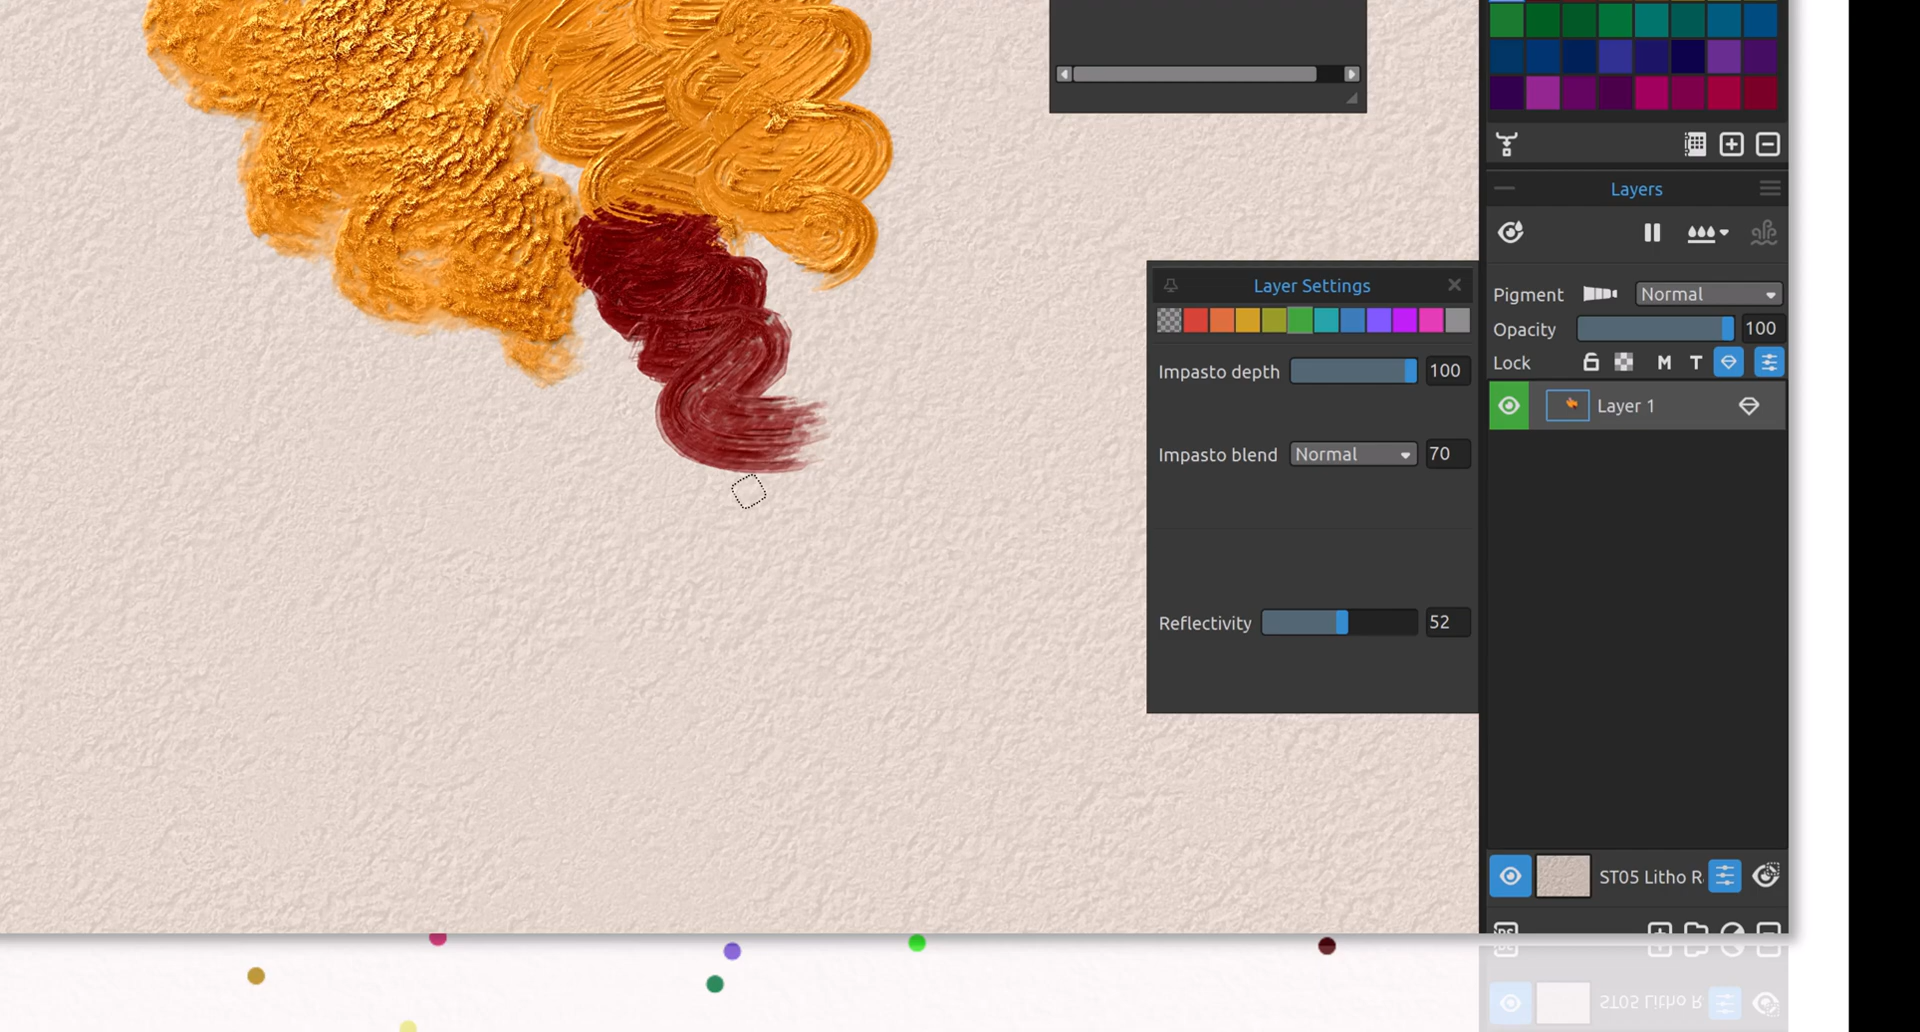 Layers
Pigment Normal
Opacity 100
Lock M T
Layer 1
Layer Settings
Impasto depth 100
Impasto blend Normal 70
Reflectivity 52
ST05 Litho R